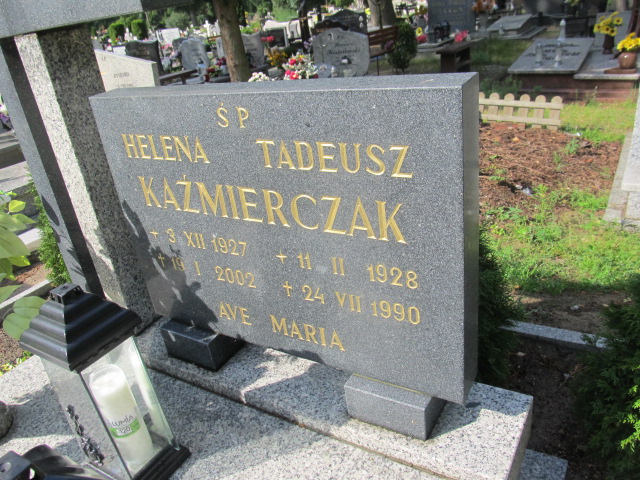 ŚP
HELENA TADEUSZ
KAŹMIERCZAK
+ 3 XII 1927 + 11 II 1928
+ 19 I 2002 + 24 VII 1990
AVE MARIA